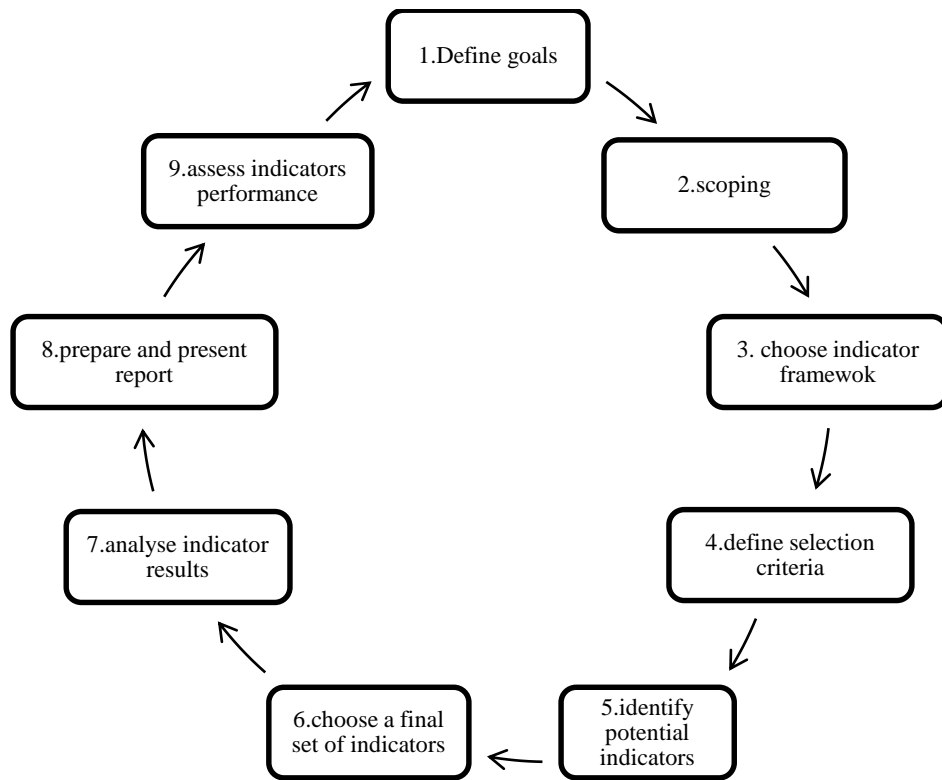 1.Define goals
2.scoping
3. choose indicator
framewok
4.define selection
criteria
5.identify
potential
indicators
6.choose a final
set of indicators
7.analyse indicator
results
8.prepare and present
report
9.assess indicators
performance